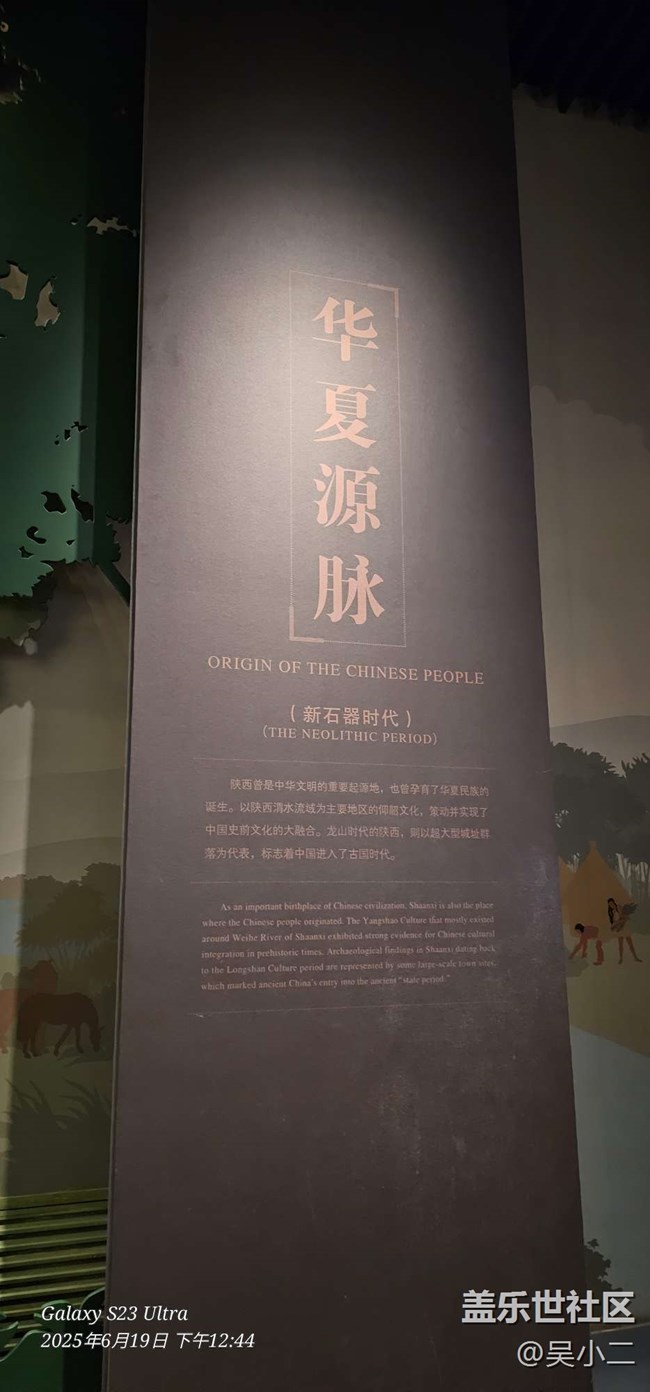 华夏源脉
ORIGIN OF THE CHINESE PEOPLE
（新石器时代）
(THE NEOLITHIC PERIOD)
陕西曾是中华文明的重要起源地，也曾孕育了华夏民族的
诞生。以陕西渭水流域为主要地区的仰韶文化，策动并实现了
中国史前文化的大融合。龙山时代的陕西，则以超大型城址群
落为代表，标志着中国进入了古国时代。
As an important birthplace of Chinese civilization, Shaanxi is also the place
where the Chinese people originated. The Yangshao Culture that mostly existed
around Weihe River of Shaanxi exhibited strong evidence for Chinese cultural
integration in prehistoric times. Archaeological findings in Shaanxi dating back
to the Longshan Culture period are represented by some large-scale town sites,
which marked ancient China's entry into the ancient "state period."
Galaxy S23 Ultra
2025年6月19日 下午12:44
盖乐世社区
@吴小二